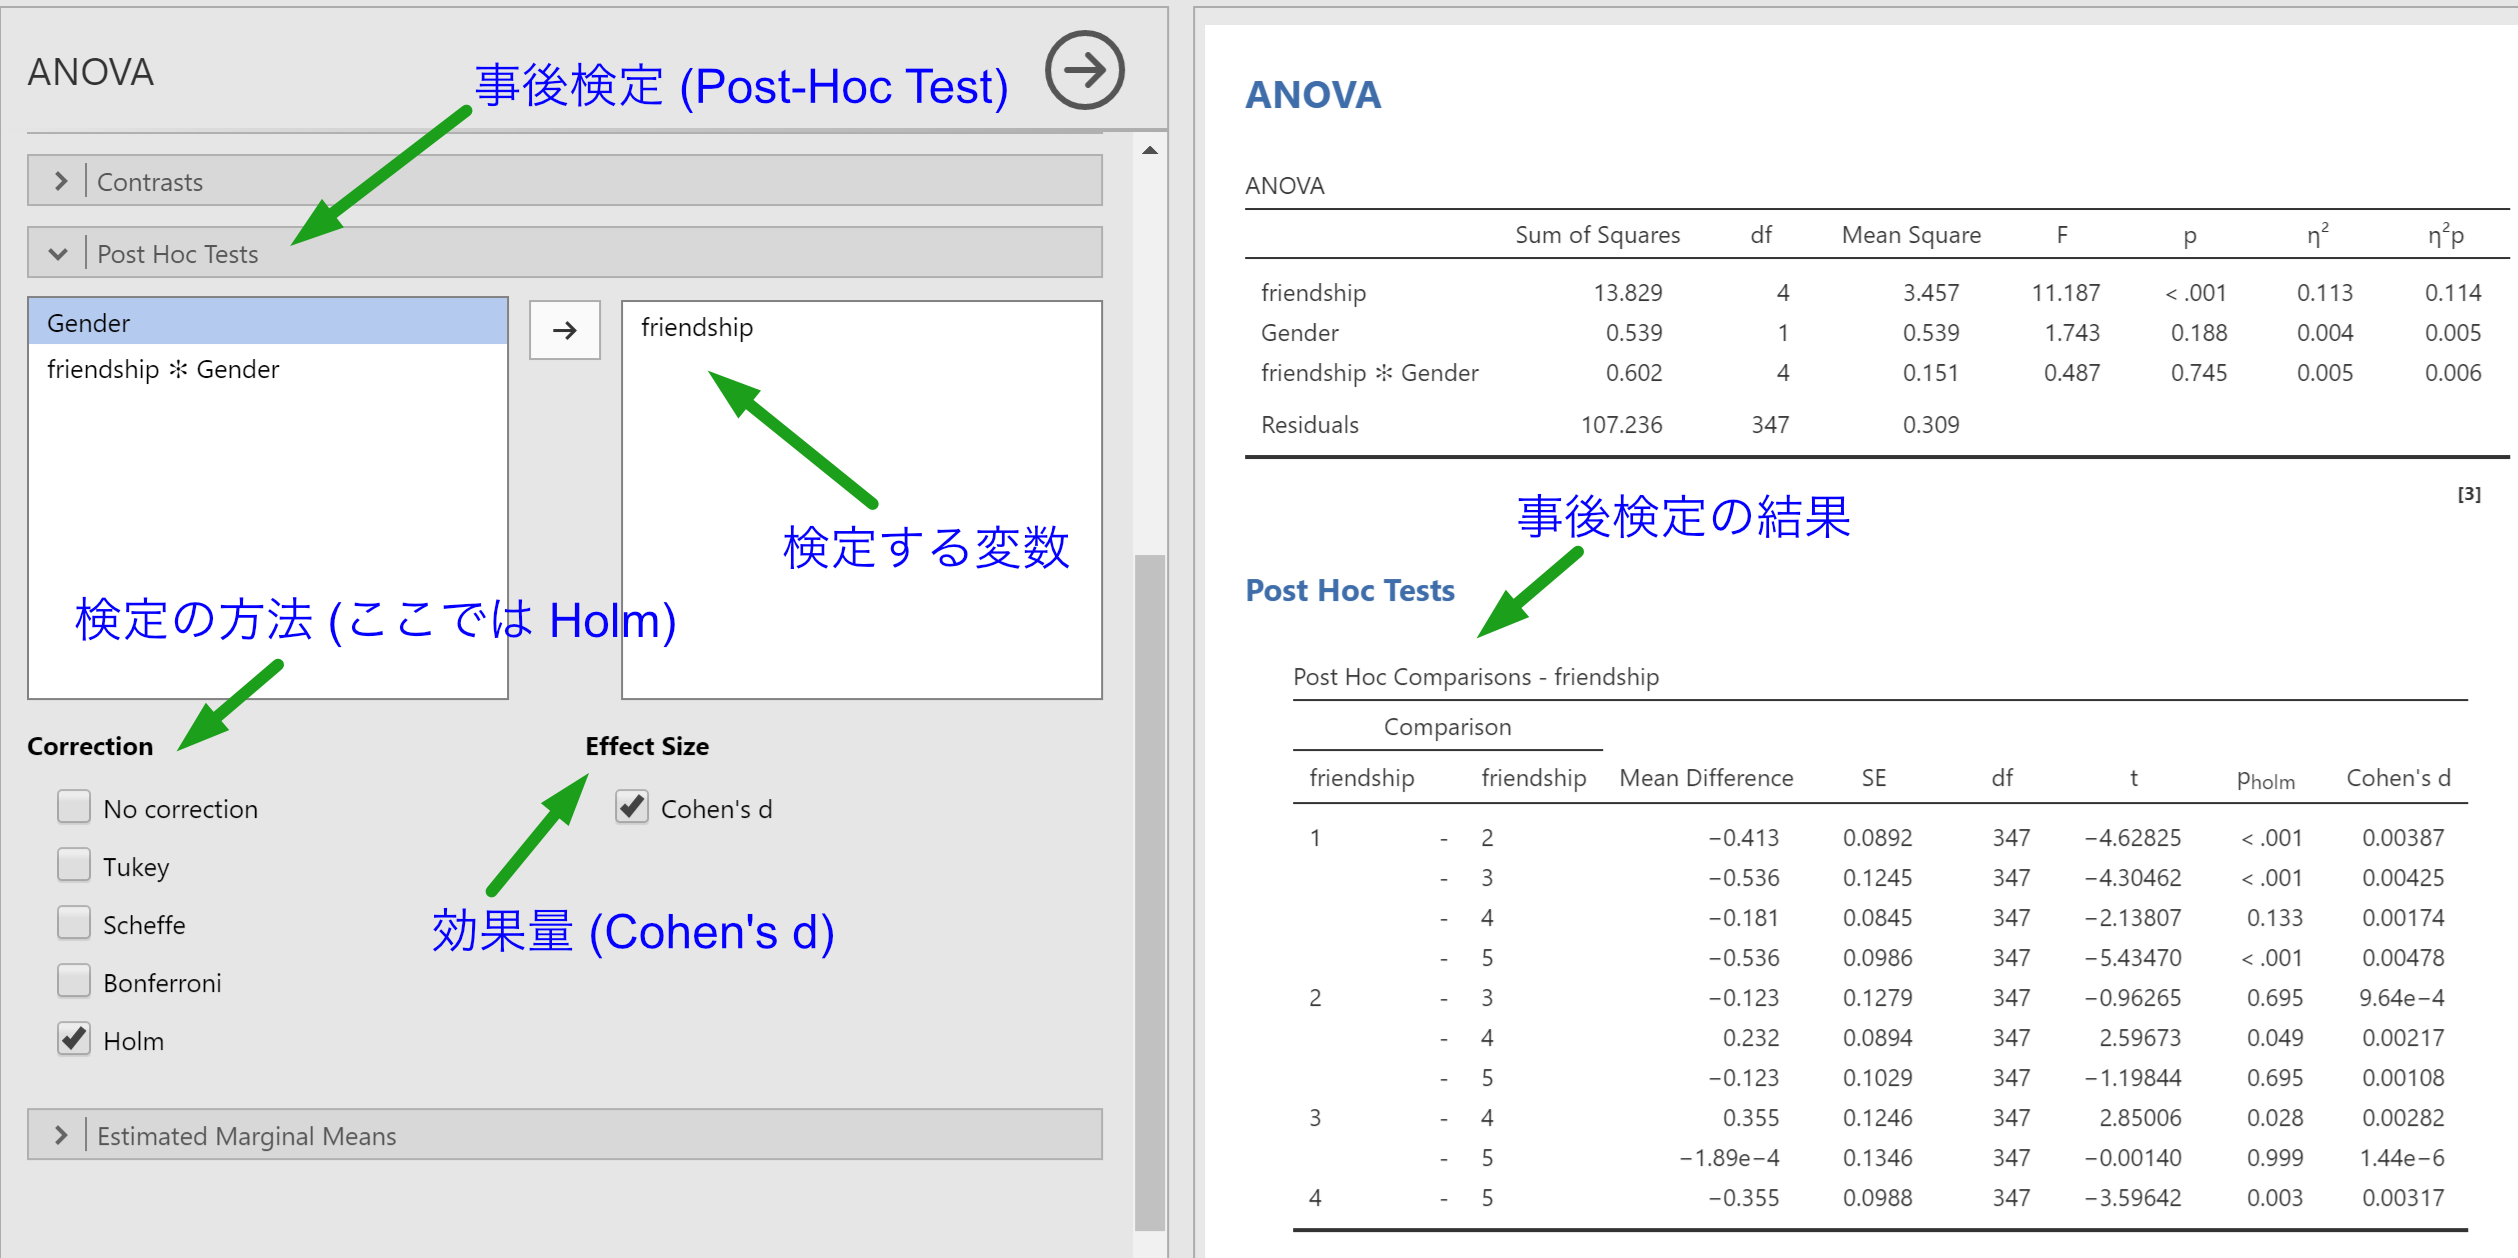 ANOVA
事後検定 (Post-Hoc Test)
Contrasts
Post Hoc Tests
Gender
friendship ✻ Gender
friendship
検定する変数
検定の方法 (ここでは Holm)
Correction
No correction
Tukey
Scheffe
Bonferroni
Holm
Effect Size
Cohen's d
効果量 (Cohen's d)
Estimated Marginal Means
ANOVA
ANOVA
Sum of Squares df Mean Square F p η² η²p
friendship 13.829 4 3.457 11.187 < .001 0.113 0.114
Gender 0.539 1 0.539 1.743 0.188 0.004 0.005
friendship ✻ Gender 0.602 4 0.151 0.487 0.745 0.005 0.006
Residuals 107.236 347 0.309
[3]
事後検定の結果
Post Hoc Tests
Post Hoc Comparisons - friendship
Comparison
friendship friendship Mean Difference SE df t pholm Cohen's d
1 - 2 −0.413 0.0892 347 −4.62825 < .001 0.00387
- 3 −0.536 0.1245 347 −4.30462 < .001 0.00425
- 4 −0.181 0.0845 347 −2.13807 0.133 0.00174
- 5 −0.536 0.0986 347 −5.43470 < .001 0.00478
2 - 3 −0.123 0.1279 347 −0.96265 0.695 9.64e−4
- 4 0.232 0.0894 347 2.59673 0.049 0.00217
- 5 −0.123 0.1029 347 −1.19844 0.695 0.00108
3 - 4 0.355 0.1246 347 2.85006 0.028 0.00282
- 5 −1.89e−4 0.1346 347 −0.00140 0.999 1.44e−6
4 - 5 −0.355 0.0988 347 −3.59642 0.003 0.00317